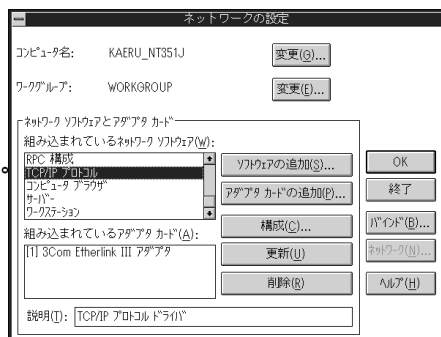 ネットワークの設定
コンピュータ名: KAERU_NT351J 変更(O)...
ワークグループ: WORKGROUP 変更(E)...
ネットワーク ソフトウェアとアダプタ カード
組み込まれているネットワーク ソフトウェア(W):
RPC 構成
TCP/IP プロトコル
コンピュータ ブラウザ
サーバー
ワークステーション
ソフトウェアの追加(S)...
アダプタ カードの追加(P)...
構成(C)...
更新(U)
削除(R)
組み込まれているアダプタ カード(A):
[1] 3Com Etherlink III アダプタ
説明(T): TCP/IP プロトコル ドライバ
OK
終了
バインド(B)...
ネットワーク(N)...
ヘルプ(H)